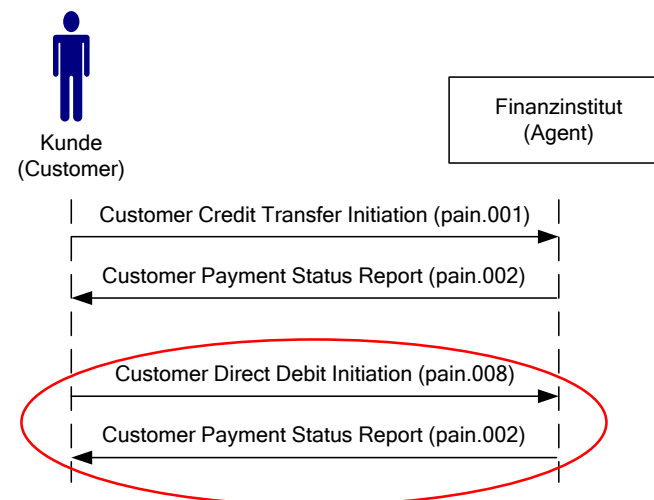 Kunde
(Customer)
Finanzinstitut
(Agent)
Customer Credit Transfer Initiation (pain.001)
Customer Payment Status Report (pain.002)
Customer Direct Debit Initiation (pain.008)
Customer Payment Status Report (pain.002)